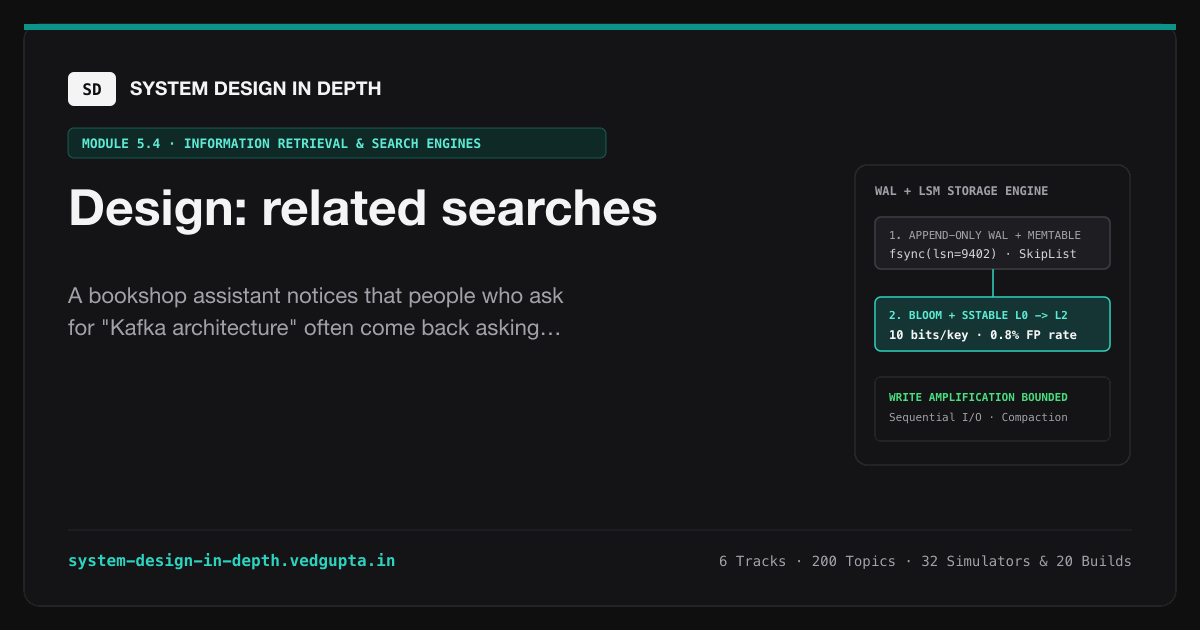 SD SYSTEM DESIGN IN DEPTH
MODULE 5.4 · INFORMATION RETRIEVAL & SEARCH ENGINES
Design: related searches
A bookshop assistant notices that people who ask
for "Kafka architecture" often come back asking…
WAL + LSM STORAGE ENGINE
1. APPEND-ONLY WAL + MEMTABLE
fsync(lsn=9402) · SkipList
2. BLOOM + SSTABLE L0 -> L2
10 bits/key · 0.8% FP rate
WRITE AMPLIFICATION BOUNDED
Sequential I/O · Compaction
system-design-in-depth.vedgupta.in
6 Tracks · 200 Topics · 32 Simulators & 20 Builds